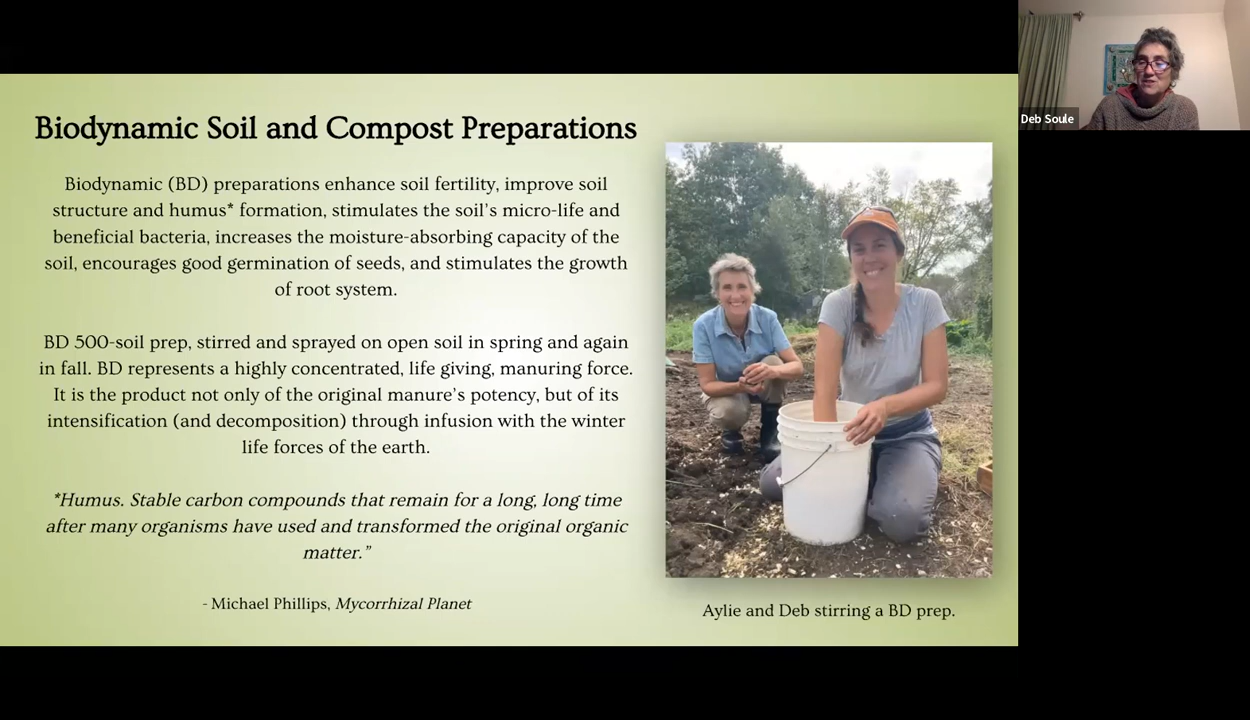 Biodynamic Soil and Compost Preparations
Biodynamic (BD) preparations enhance soil fertility, improve soil
structure and humus* formation, stimulates the soil's micro-life and
beneficial bacteria, increases the moisture-absorbing capacity of the
soil, encourages good germination of seeds, and stimulates the growth
of root system.
BD 500-soil prep, stirred and sprayed on open soil in spring and again
in fall. BD represents a highly concentrated, life giving, manuring force.
It is the product not only of the original manure's potency, but of its
intensification (and decomposition) through infusion with the winter
life forces of the earth.
*Humus. Stable carbon compounds that remain for a long, long time
after many organisms have used and transformed the original organic
matter."
- Michael Phillips, Mycorrhizal Planet
Aylie and Deb stirring a BD prep.
Deb Soule